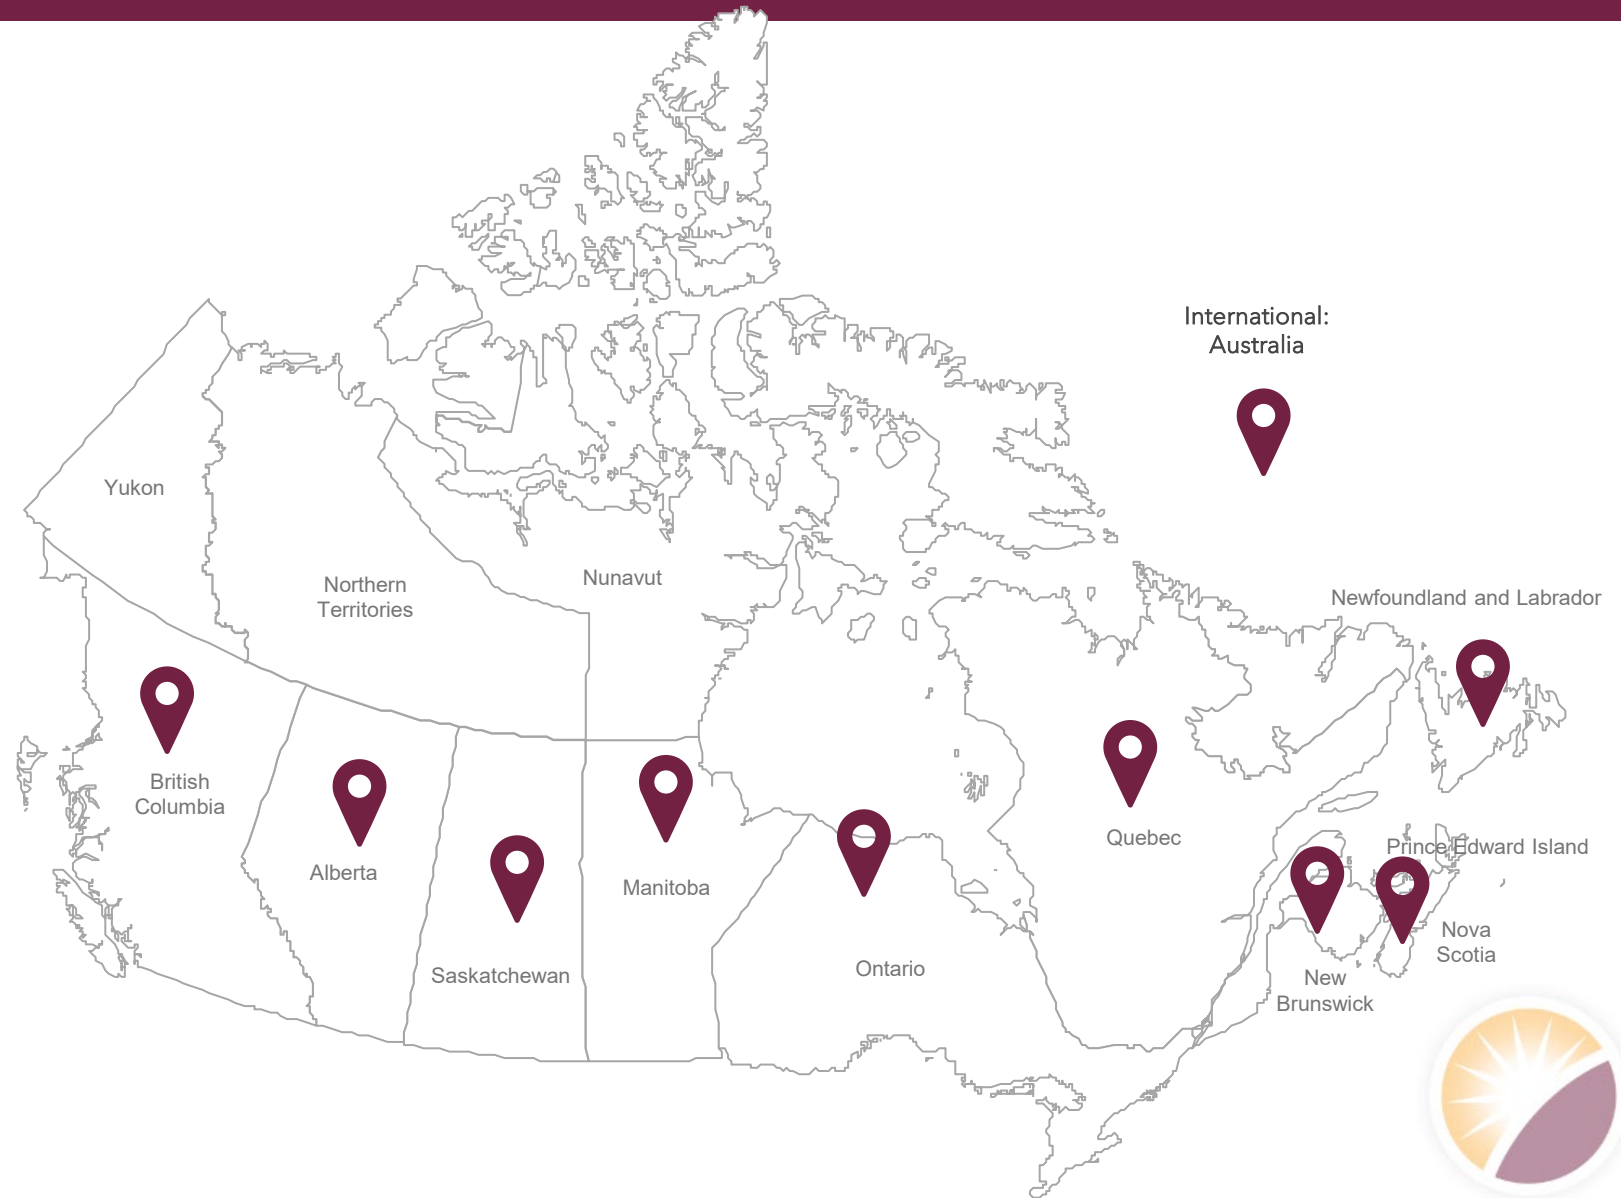 International:
Australia
Yukon
Northern
Territories
Nunavut
Newfoundland and Labrador
British
Columbia
Alberta
Saskatchewan
Manitoba
Ontario
Quebec
Prince Edward Island
Nova
Scotia
New
Brunswick